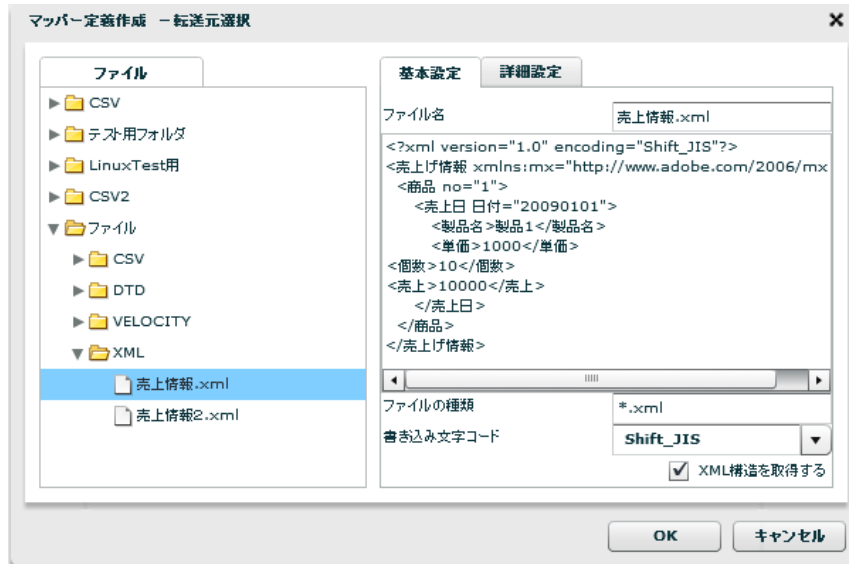 マッパー定義作成 －転送元選択
ファイル
CSV
テスト用フォルダ
LinuxTest用
CSV2
ファイル
CSV
DTD
VELOCITY
XML
売上情報.xml
売上情報2.xml
基本設定
詳細設定
ファイル名
売上情報.xml
<?xml version="1.0" encoding="Shift_JIS"?>
<売上げ情報 xmlns:mx="http://www.adobe.com/2006/mx
<商品 no="1">
<売上日 日付="20090101">
<製品名>製品1</製品名>
<単価>1000</単価>
<個数>10</個数>
<売上>10000</売上>
</売上日>
</商品>
</売上げ情報>
ファイルの種類
*.xml
書き込み文字コード
Shift_JIS
XML構造を取得する
OK
キャンセル